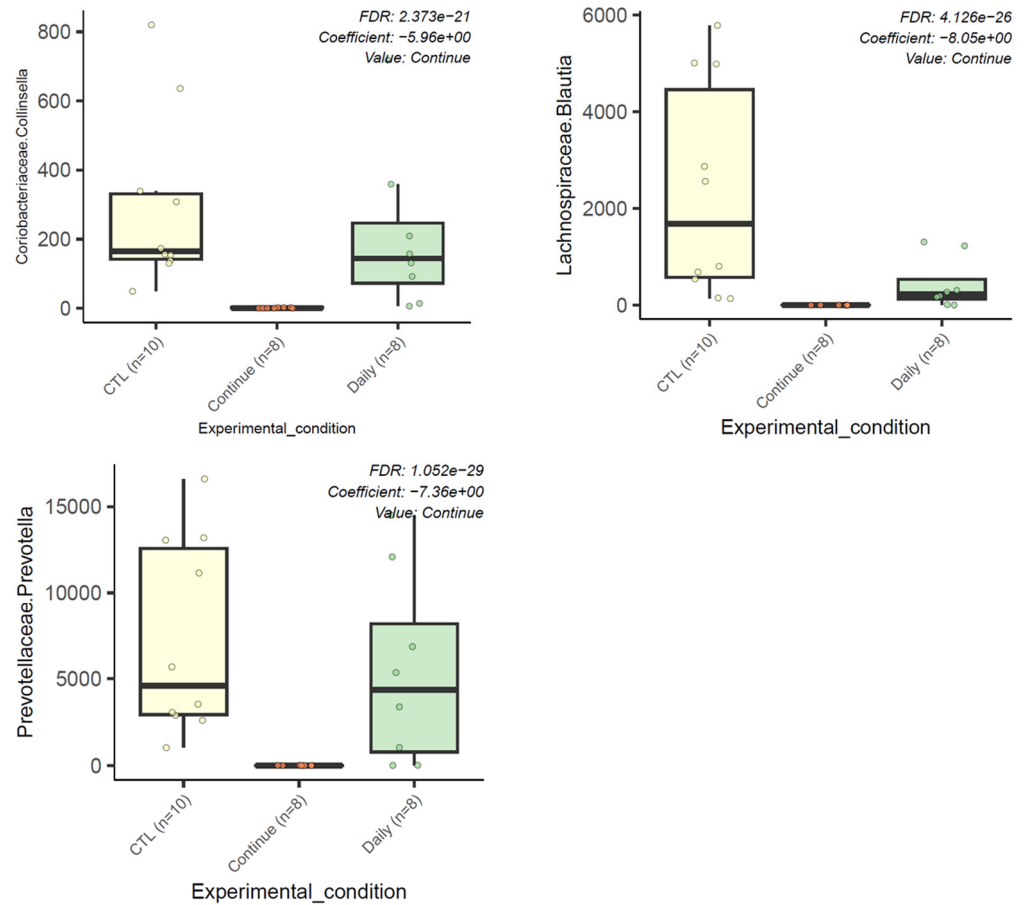 FDR: 2.373e−21
Coefficient: −5.96e+00
Value: Continue
Coriobacteriaceae.Collinsella
800
600
400
200
0
CTL (n=10)
Continue (n=8)
Daily (n=8)
Experimental_condition
FDR: 4.126e−26
Coefficient: −8.05e+00
Value: Continue
Lachnospiraceae.Blautia
6000
4000
2000
0
CTL (n=10)
Continue (n=8)
Daily (n=8)
Experimental_condition
FDR: 1.052e−29
Coefficient: −7.36e+00
Value: Continue
Prevotellaceae.Prevotella
15000
10000
5000
0
CTL (n=10)
Continue (n=8)
Daily (n=8)
Experimental_condition